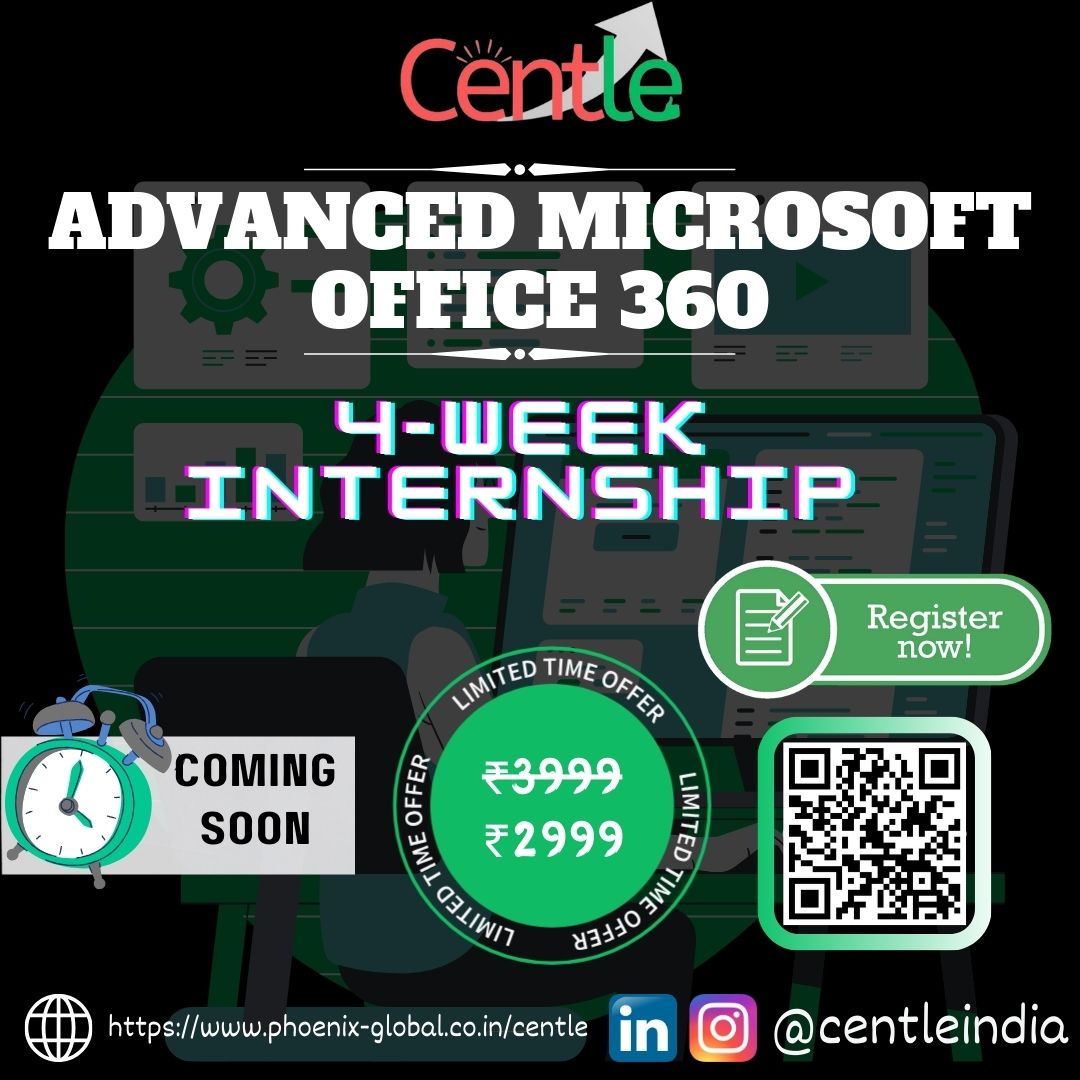 Centle
ADVANCED MICROSOFT
OFFICE 360
4-WEEK
INTERNSHIP
Register
now!
COMING
SOON
LIMITED TIME OFFER
LIMITED TIME OFFER
LIMITED TIME OFFER
₹3999
₹2999
https://www.phoenix-global.co.in/centle
in
@centleindia